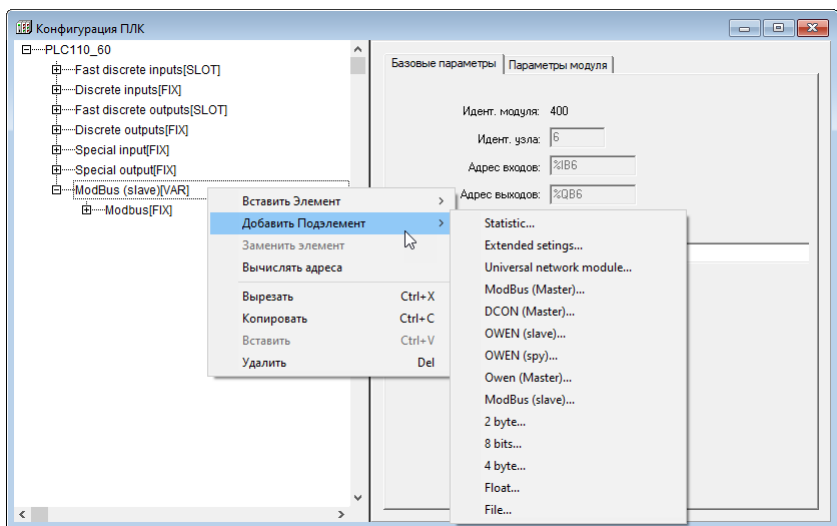 Конфигурация ПЛК
PLC110_60
Fast discrete inputs[SLOT]
Discrete inputs[FIX]
Fast discrete outputs[SLOT]
Discrete outputs[FIX]
Special input[FIX]
Special output[FIX]
ModBus (slave)[VAR]
Modbus[FIX]
Базовые параметры Параметры модуля
Идент. модуля: 400
Идент. узла: 6
Адрес входов: %IB6
Адрес выходов: %QB6
Вставить Элемент
Добавить Подэлемент
Заменить элемент
Вычислять адреса
Вырезать Ctrl+X
Копировать Ctrl+C
Вставить Ctrl+V
Удалить Del
Statistic...
Extended setings...
Universal network module...
ModBus (Master)...
DCON (Master)...
OWEN (slave)...
OWEN (spy)...
Owen (Master)...
ModBus (slave)...
2 byte...
8 bits...
4 byte...
Float...
File...